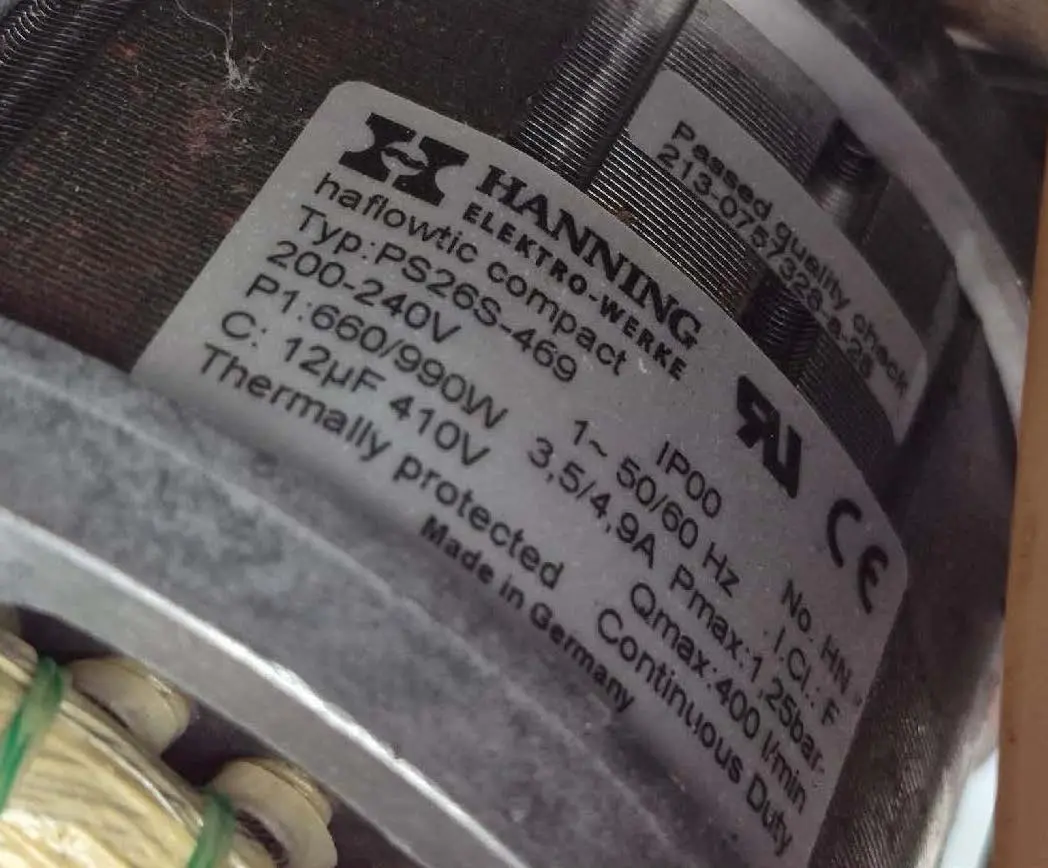 HANNING
ELEKTRO-WERKE
haflowtic compact
Typ:PS26S-469 IP00 No. HN
200-240V 1~ 50/60 Hz I.Cl.: F
P1:660/990W 3,5/4,9A Pmax:1,25bar
C: 12µF 410V Qmax:400 l/min
Thermally protected Continuous Duty
Made in Germany
CE
Passed quality check